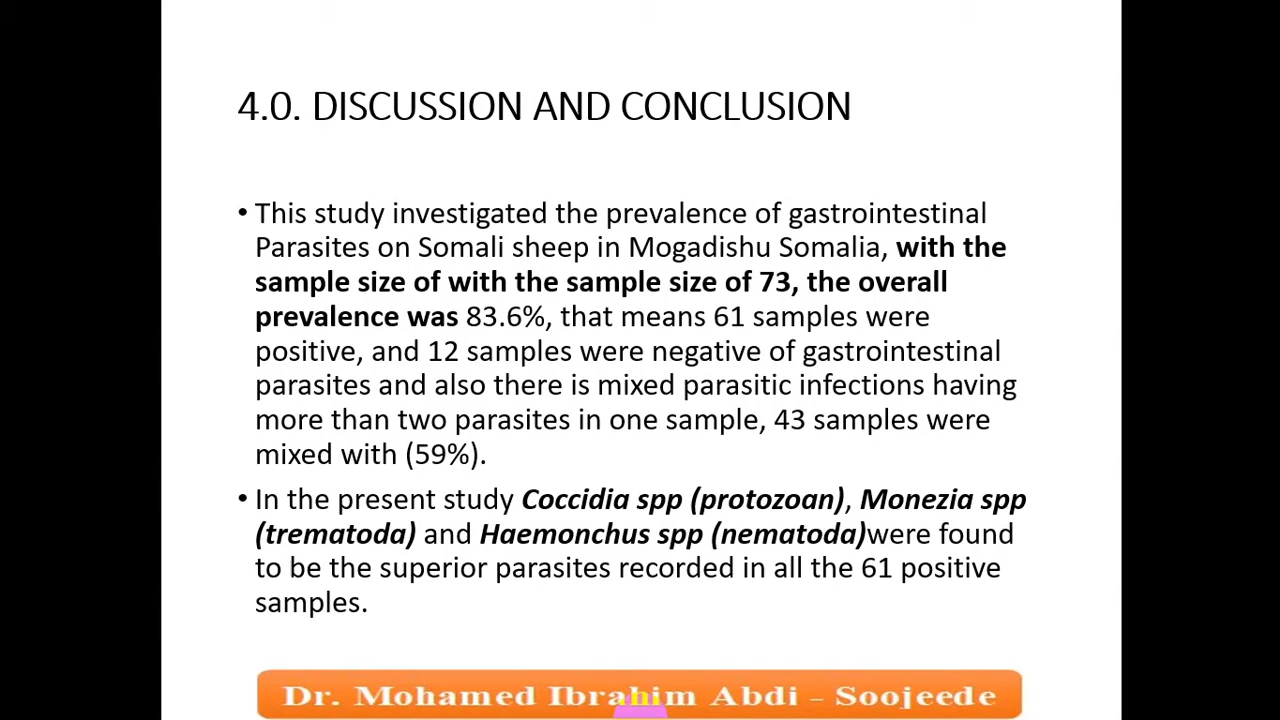 4.0. DISCUSSION AND CONCLUSION
• This study investigated the prevalence of gastrointestinal
Parasites on Somali sheep in Mogadishu Somalia, with the
sample size of with the sample size of 73, the overall
prevalence was 83.6%, that means 61 samples were
positive, and 12 samples were negative of gastrointestinal
parasites and also there is mixed parasitic infections having
more than two parasites in one sample, 43 samples were
mixed with (59%).
• In the present study Coccidia spp (protozoan), Monezia spp
(trematoda) and Haemonchus spp (nematoda)were found
to be the superior parasites recorded in all the 61 positive
samples.
Dr. Mohamed Ibrahim Abdi - Soojeede